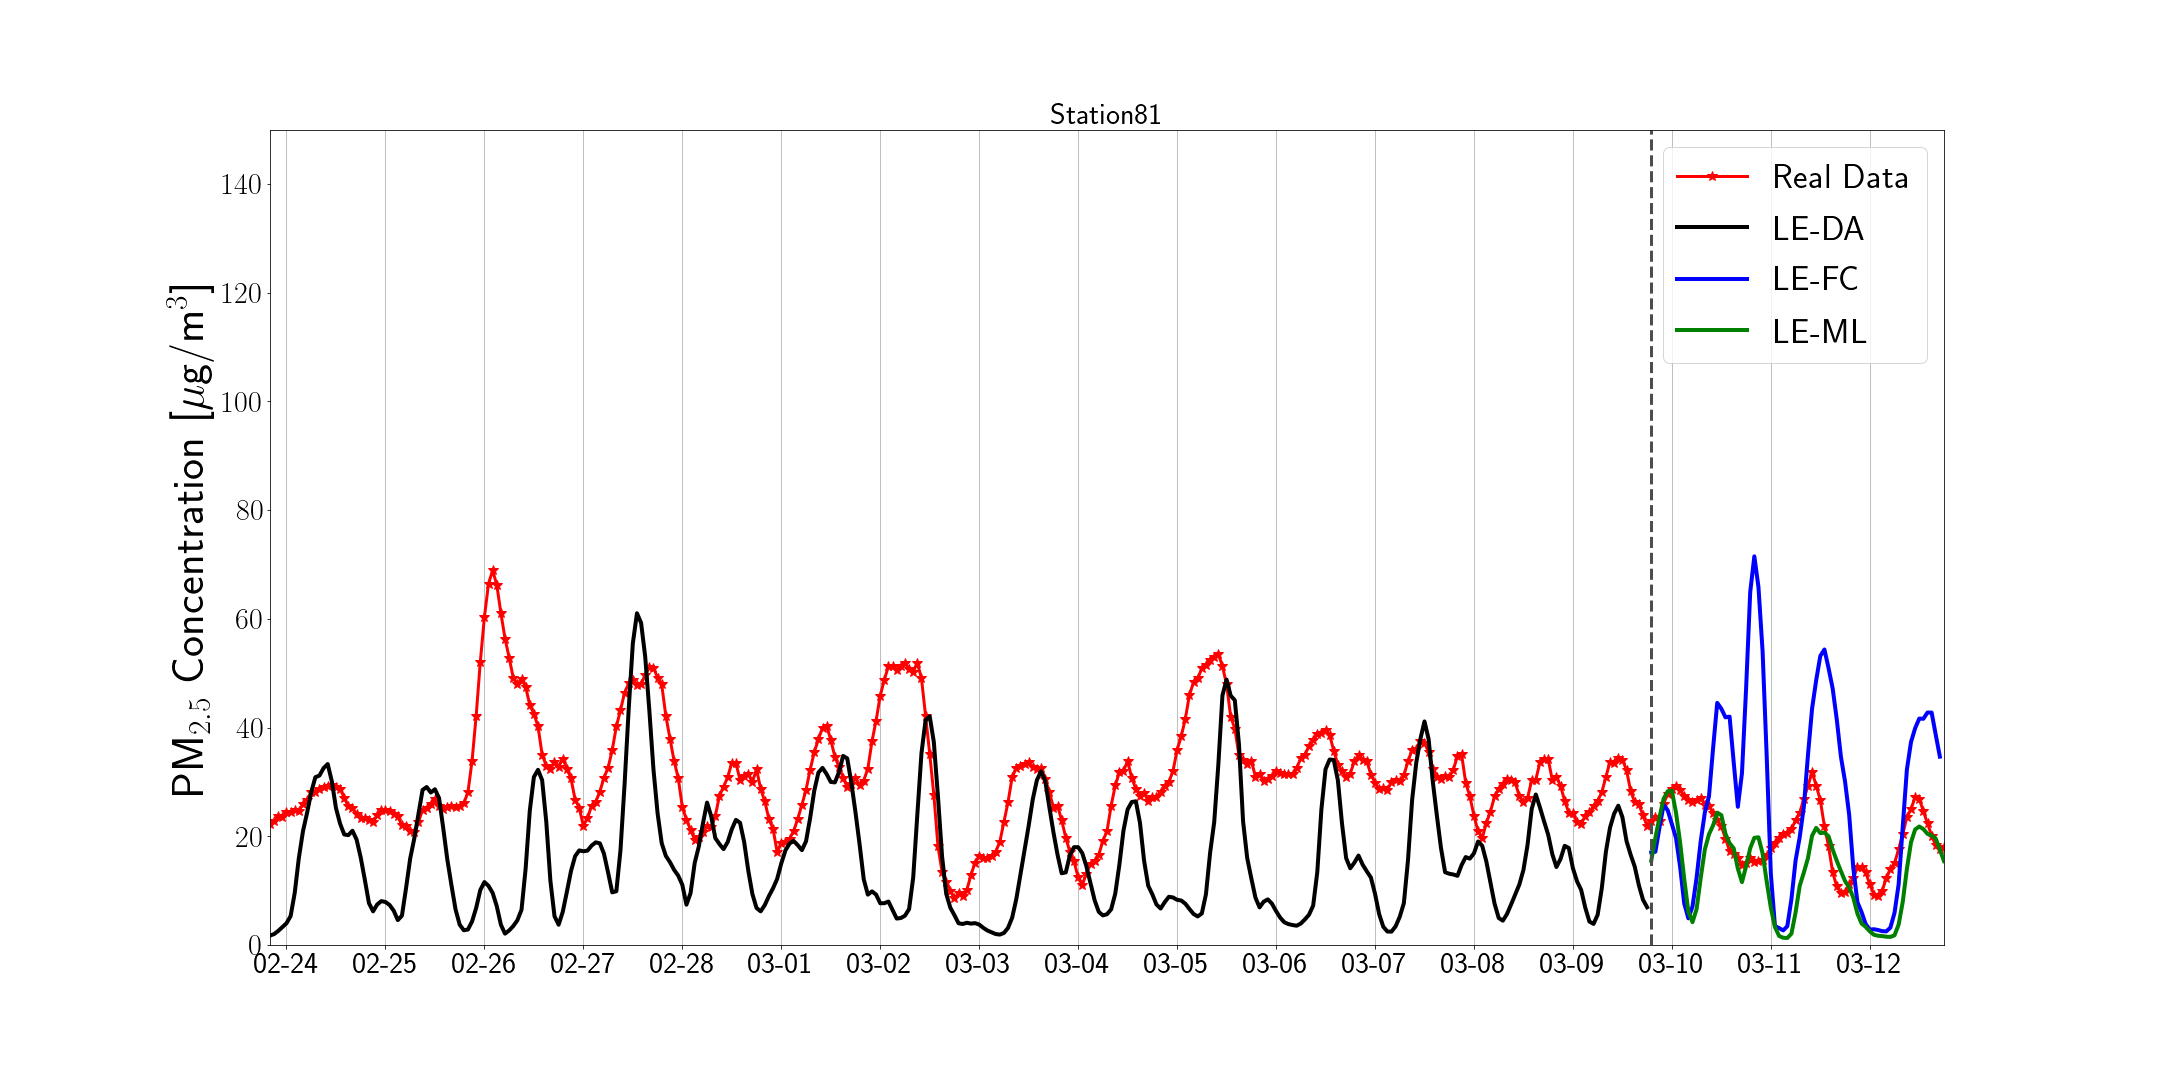 Station81
PM2.5 Concentration [μg/m³]
140
120
100
80
60
40
20
0
Real Data
LE-DA
LE-FC
LE-ML
02-24 02-25 02-26 02-27 02-28 03-01 03-02 03-03 03-04 03-05 03-06 03-07 03-08 03-09 03-10 03-11 03-12